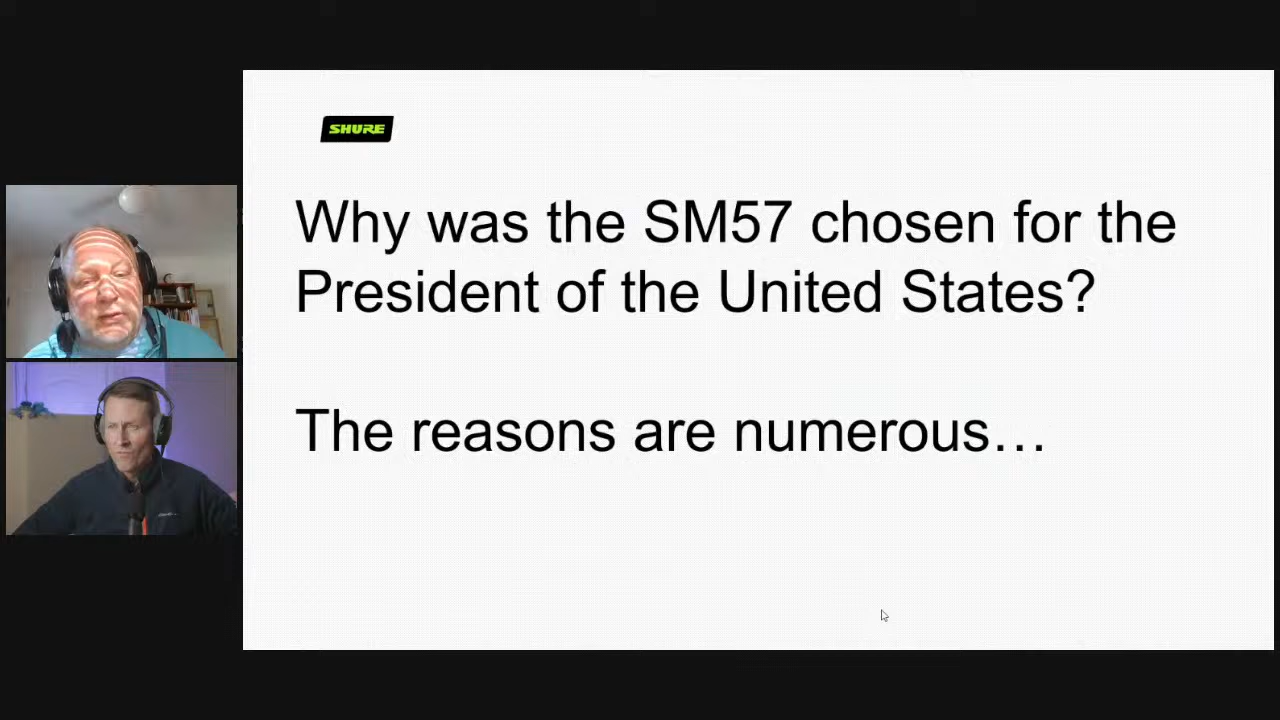 SHURE
Why was the SM57 chosen for the
President of the United States?
The reasons are numerous…